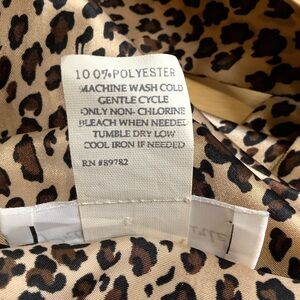 100%POLYESTER
MACHINE WASH COLD
GENTLE CYCLE
ONLY NON- CHLORINE
BLEACH WHEN NEEDED
TUMBLE DRY LOW
COOL IRON IF NEEDED
RN #89782